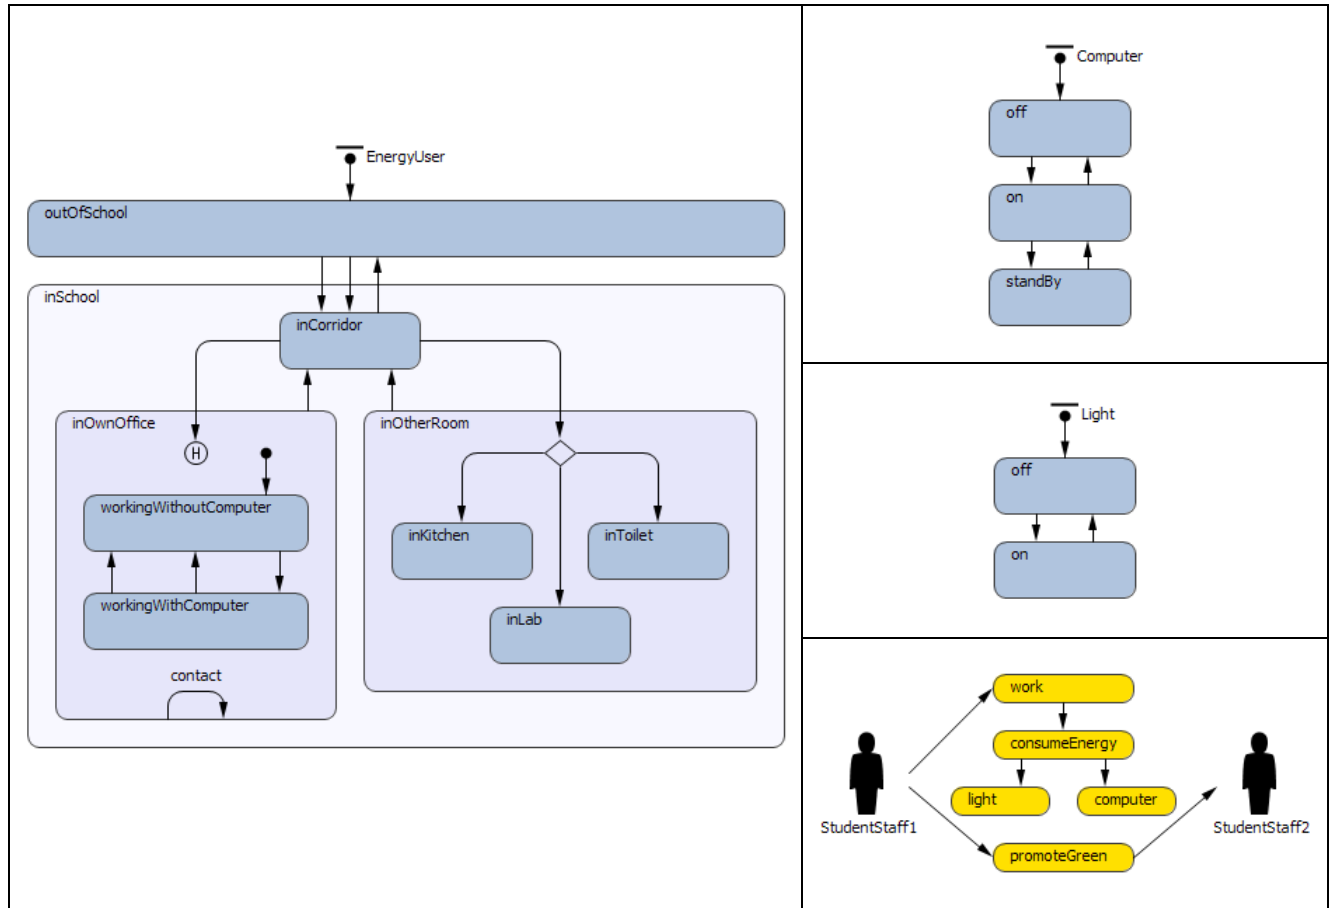 EnergyUser
outOfSchool
inSchool
inCorridor
inOwnOffice
H
workingWithoutComputer
workingWithComputer
contact
inOtherRoom
inKitchen
inToilet
inLab
Computer
off
on
standBy
Light
off
on
work
consumeEnergy
light
computer
promoteGreen
StudentStaff1
StudentStaff2